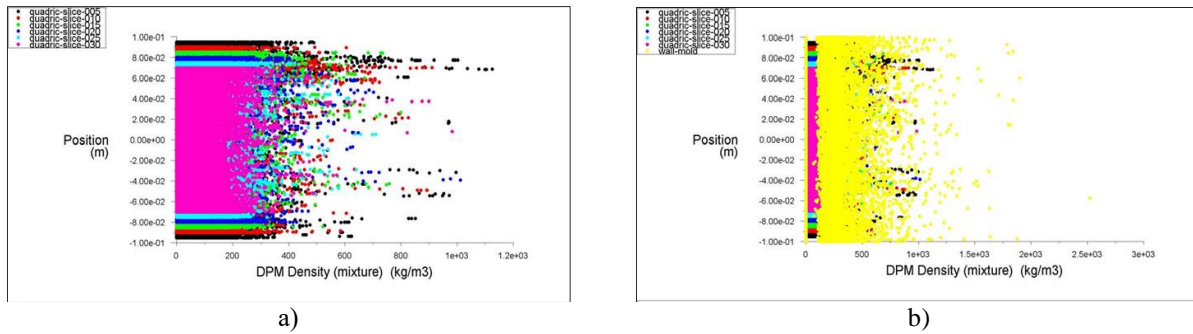 quadric-slice-005
quadric-slice-010
quadric-slice-015
quadric-slice-020
quadric-slice-025
quadric-slice-030
1.00e-01
8.00e-02
6.00e-02
4.00e-02
2.00e-02
0.00e+00
-2.00e-02
-4.00e-02
-6.00e-02
-8.00e-02
-1.00e-01
Position
(m)
0 200 400 600 800 1e+03 1.2e+03
DPM Density (mixture) (kg/m3)
a)
quadric-slice-005
quadric-slice-010
quadric-slice-015
quadric-slice-020
quadric-slice-025
quadric-slice-030
wall-mold
1.00e-01
8.00e-02
6.00e-02
4.00e-02
2.00e-02
0.00e+00
-2.00e-02
-4.00e-02
-6.00e-02
-8.00e-02
-1.00e-01
Position
(m)
0 500 1e+03 1.5e+03 2e+03 2.5e+03 3e+03
DPM Density (mixture) (kg/m3)
b)